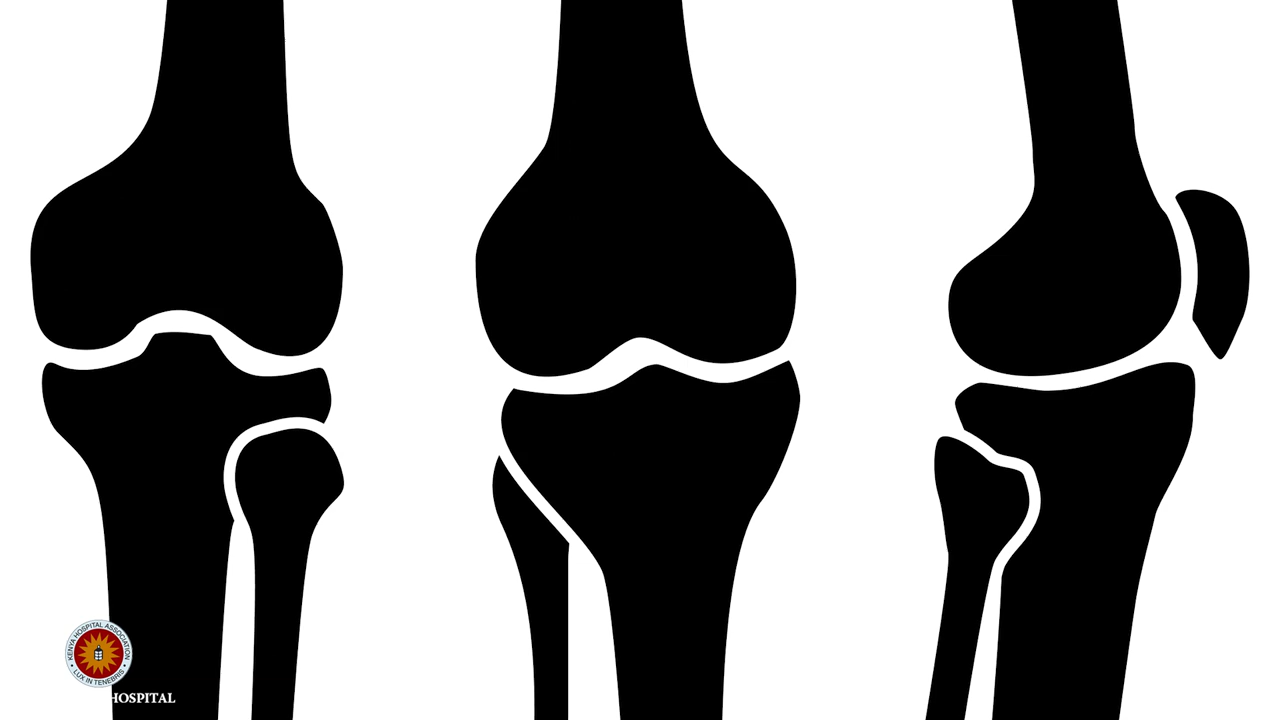 KENYA HOSPITAL ASSOCIATION
• LUX IN TENEBRIS •
HOSPITAL